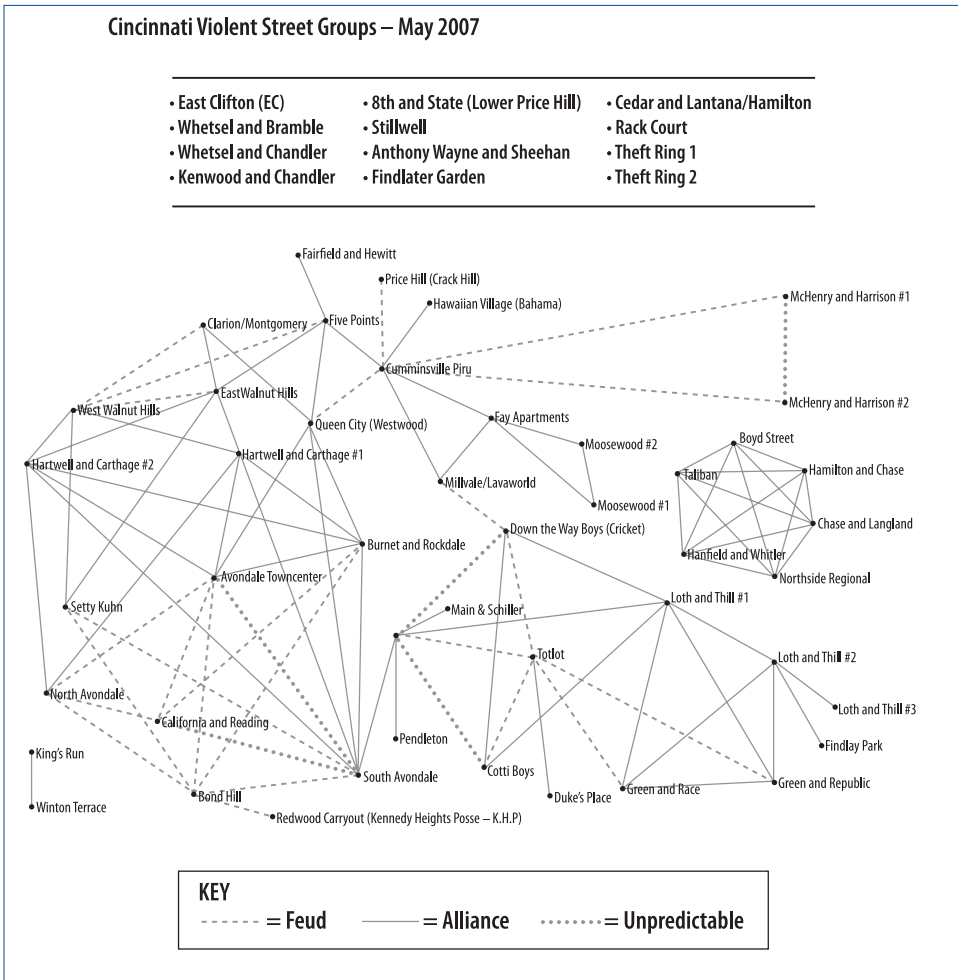 Cincinnati Violent Street Groups – May 2007
• East Clifton (EC)
• Whetsel and Bramble
• Whetsel and Chandler
• Kenwood and Chandler
• 8th and State (Lower Price Hill)
• Stillwell
• Anthony Wayne and Sheehan
• Findlater Garden
• Cedar and Lantana/Hamilton
• Rack Court
• Theft Ring 1
• Theft Ring 2
Fairfield and Hewitt
Price Hill (Crack Hill)
Hawaiian Village (Bahama)
McHenry and Harrison #1
Clarion/Montgomery
Five Points
Cumminsville Piru
EastWalnut Hills
McHenry and Harrison #2
West Walnut Hills
Queen City (Westwood)
Fay Apartments
Moosewood #2
Boyd Street
Hartwell and Carthage #2
Hartwell and Carthage #1
Taliban
Hamilton and Chase
Millvale/Lavaworld
Moosewood #1
Chase and Langland
Down the Way Boys (Cricket)
Burnet and Rockdale
Hanfield and Whitler
Avondale Towncenter
Northside Regional
Setty Kuhn
Main & Schiller
Loth and Thill #1
Totlot
Loth and Thill #2
North Avondale
Loth and Thill #3
California and Reading
Pendleton
Findlay Park
King's Run
South Avondale
Cotti Boys
Green and Republic
Winton Terrace
Bond Hill
Duke's Place
Green and Race
Redwood Carryout (Kennedy Heights Posse – K.H.P)
KEY
= Feud
= Alliance
= Unpredictable